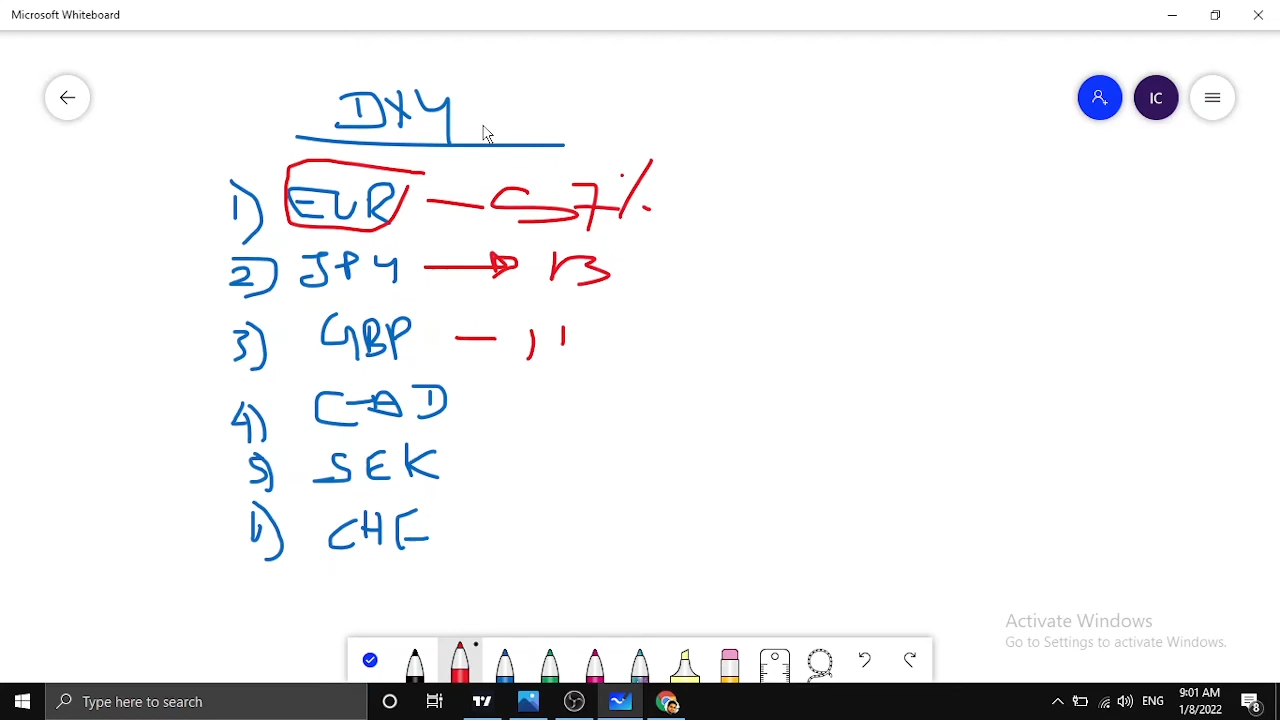 Microsoft Whiteboard
IC
DXY
1) EUR — 57%
2) JPY → 13
3) GBP — 11
4) CAD
5) SEK
6) CHF
Activate Windows
Go to Settings to activate Windows.
Type here to search
ENG
9:01 AM
1/8/2022
8